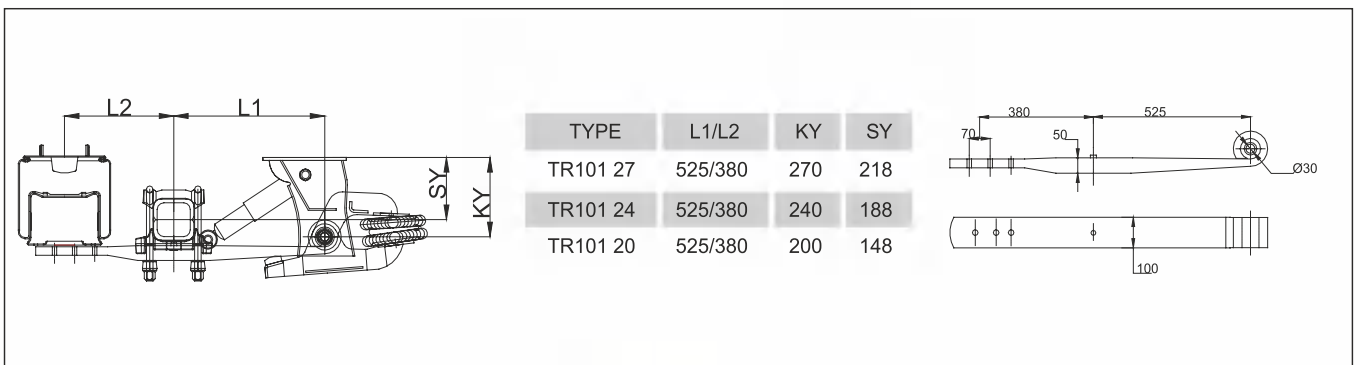 L2 L1
SY
KY
TYPE L1/L2 KY SY
TR101 27 525/380 270 218
TR101 24 525/380 240 188
TR101 20 525/380 200 148
380 525
70 50
Ø30
100